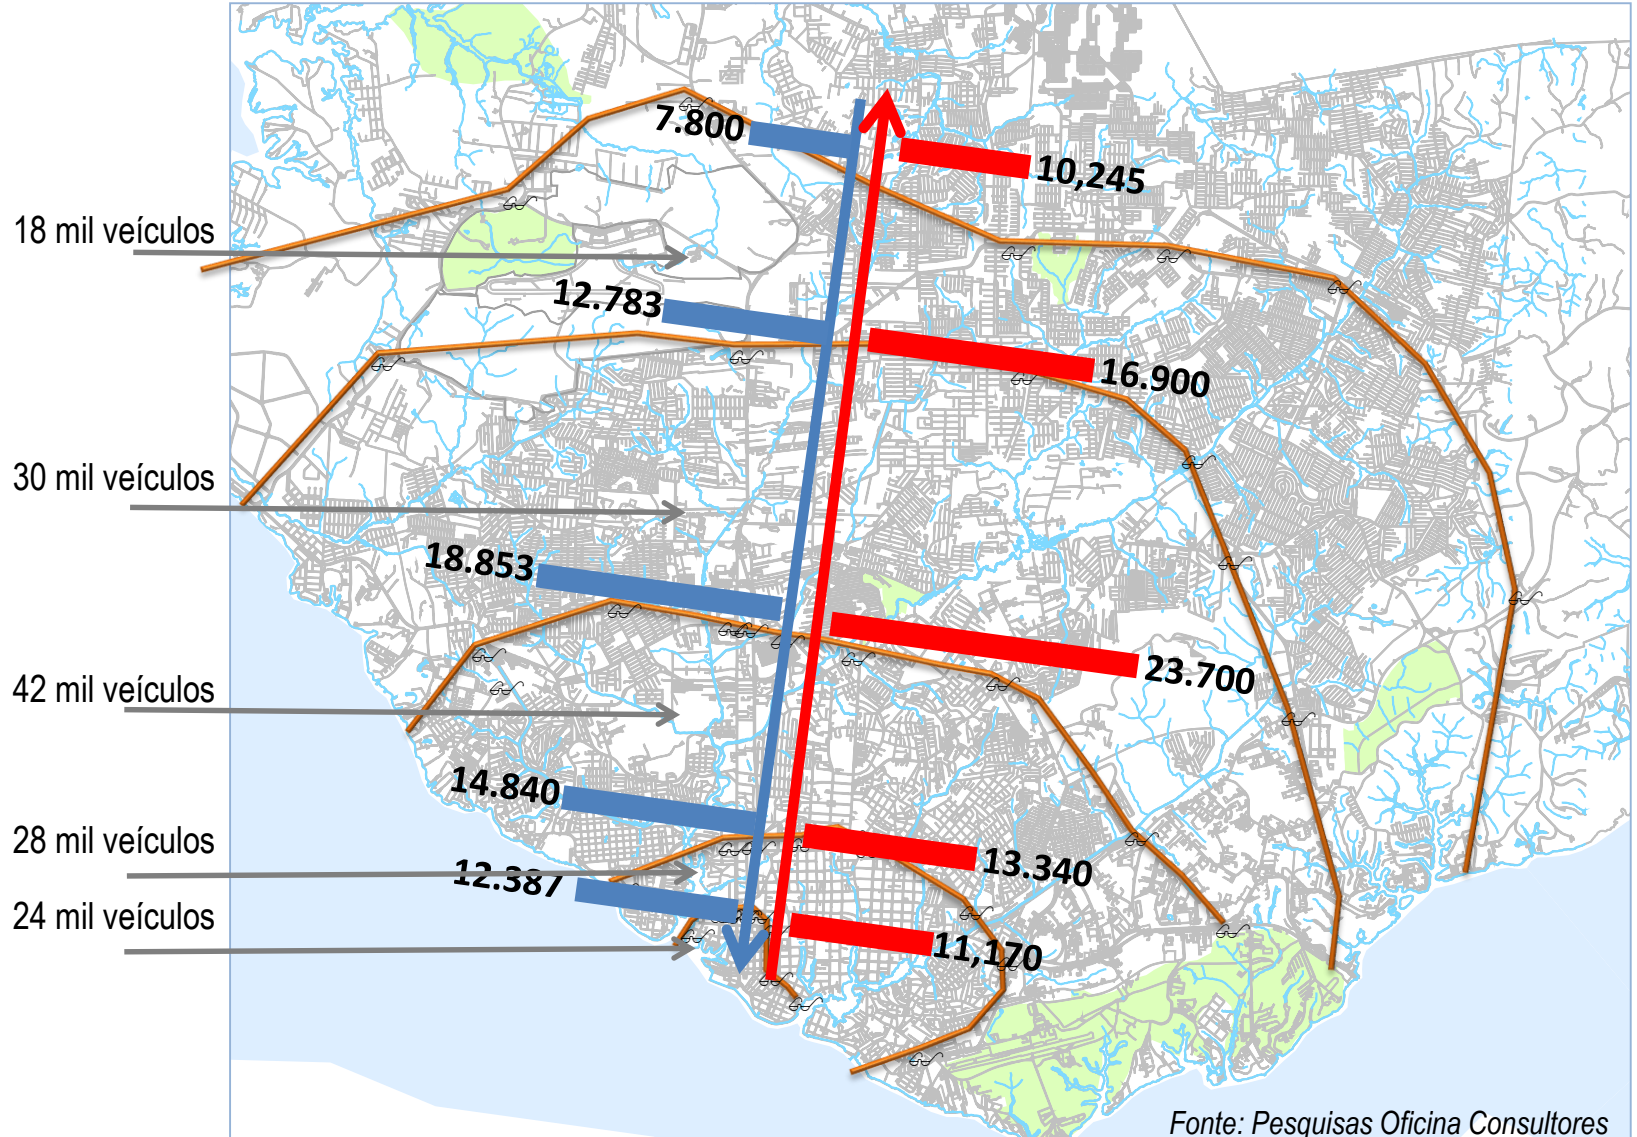 7.800
10,245
18 mil veículos
12.783
16.900
30 mil veículos
18.853
23.700
42 mil veículos
14.840
28 mil veículos
13.340
12.387
24 mil veículos
11,170
Fonte: Pesquisas Oficina Consultores